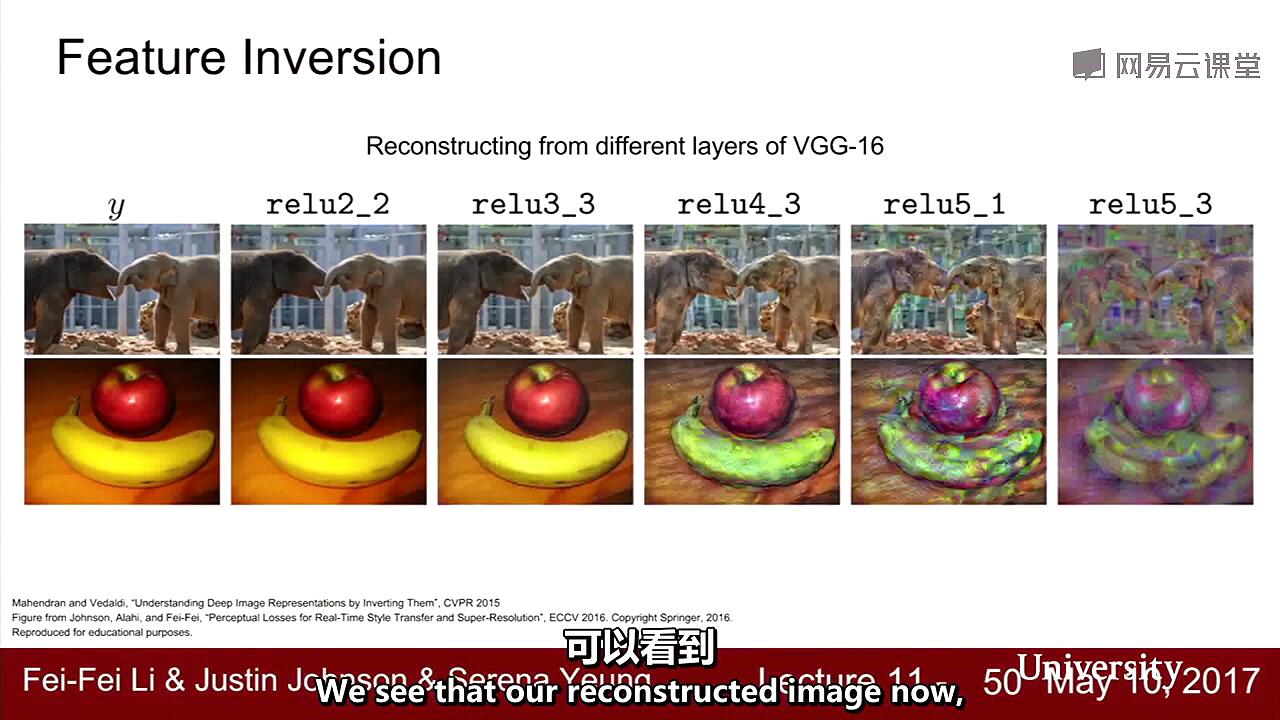 Feature Inversion
网易云课堂
Reconstructing from different layers of VGG-16
y relu2_2 relu3_3 relu4_3 relu5_1 relu5_3
Mahendran and Vedaldi, “Understanding Deep Image Representations by Inverting Them”, CVPR 2015
Figure from Johnson, Alahi, and Fei-Fei, “Perceptual Losses for Real-Time Style Transfer and Super-Resolution”, ECCV 2016. Copyright Springer, 2016.
Reproduced for educational purposes.
可以看到
Fei-Fei Li & Justin Johnson & Serena Yeung Lecture 11 - 50 May 10, 2017
University
We see that our reconstructed image now,